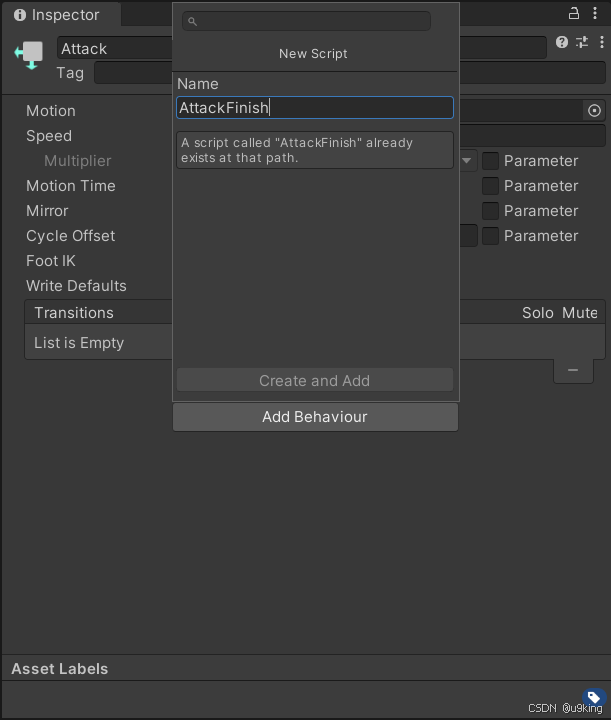 Inspector
Attack
Tag
New Script
Name
AttackFinish
A script called "AttackFinish" already
exists at that path.
Motion
Speed
Multiplier
Parameter
Motion Time
Parameter
Mirror
Parameter
Cycle Offset
Parameter
Foot IK
Write Defaults
Transitions
Solo Mute
List is Empty
Create and Add
Add Behaviour
Asset Labels
CSDN @u9king